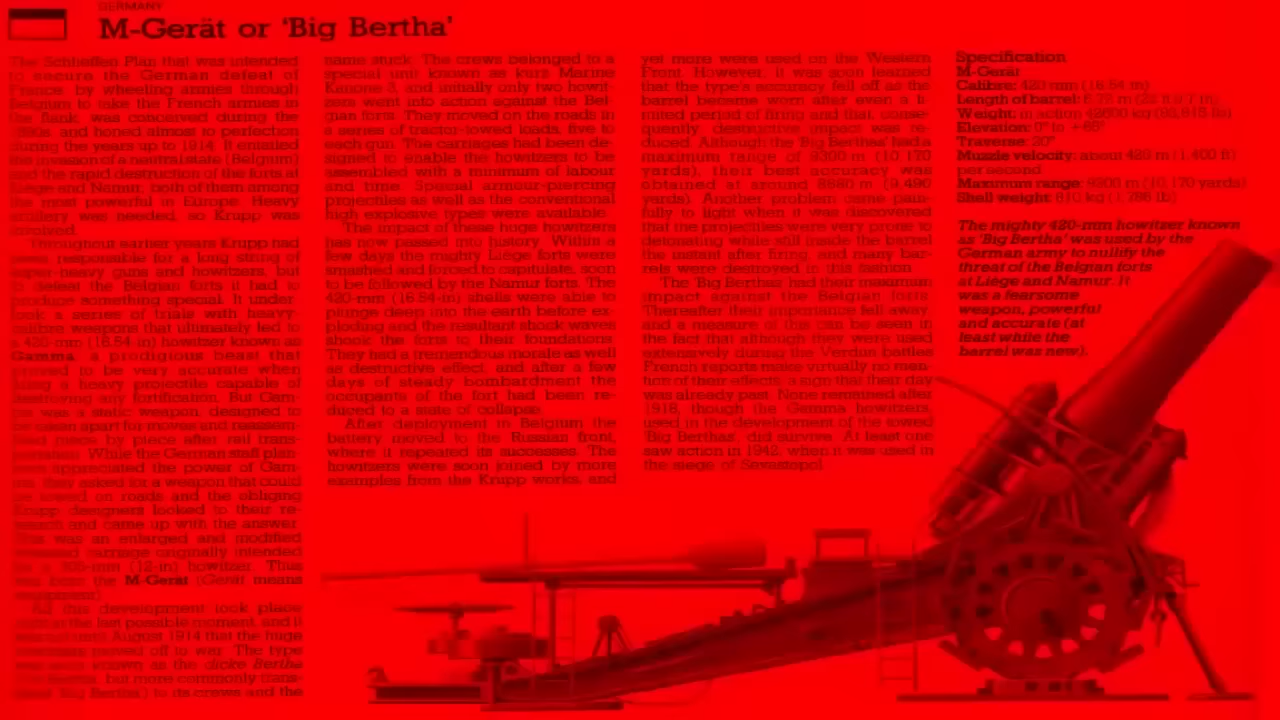 GERMANY
M-Gerät or 'Big Bertha'
The Schlieffen Plan that was intended
to secure the German defeat of
France, by wheeling armies through
Belgium to take the French armies in
the flank, was conceived during the
and honed almost to perfection
during the years up to 1914. It entailed
the invasion of a neutral state (Belgium)
and the rapid destruction of the forts at
Liège and Namur, both of them among
the most powerful in Europe. Heavy
artillery was needed, so Krupp was
involved.
Throughout earlier years Krupp had
been responsible for a long string of
super-heavy guns and howitzers, but
to defeat the Belgian forts it had to
produce something special. It under-
took a series of trials with heavy-
calibre weapons that ultimately led to
a 420-mm (16.54-in) howitzer known as
Gamma, a prodigious beast that
proved to be very accurate when
firing a heavy projectile capable of
destroying any fortification. But Gam-
ma was a static weapon, designed to
be taken apart for moves and reassem-
bled piece by piece after rail trans-
portation. While the German staff plan-
ners appreciated the power of Gam-
ma, they asked for a weapon that could
be towed on roads and the obliging
Krupp designers looked to their re-
search and came up with the answer.
This was an enlarged and modified
wheeled carriage originally intended
for a 305-mm (12-in) howitzer. Thus
was born the M-Gerät (Gerät means
equipment).
All this development took place
the last possible moment, and it
August 1914 that the huge
howitzers moved off to war. The type
was soon known as the dicke Bertha
(Fat Bertha, but more commonly trans-
lated 'Big Bertha') to its crews and the
name stuck. The crews belonged to a
special unit known as kurz Marine
Kanone 3, and initially only two howit-
zers went into action against the Bel-
gian forts. They moved on the roads in
a series of tractor-towed loads, five to
each gun. The carriages had been de-
signed to enable the howitzers to be
assembled with a minimum of labour
and time. Special armour-piercing
projectiles as well as the conventional
high explosive types were available.
The impact of these huge howitzers
has now passed into history. Within a
few days the mighty Liège forts were
smashed and forced to capitulate, soon
to be followed by the Namur forts. The
420-mm (16.54-in) shells were able to
plunge deep into the earth before ex-
ploding and the resultant shock waves
shook the forts to their foundations.
They had a tremendous morale as well
as destructive effect, and after a few
days of steady bombardment the
occupants of the fort had been re-
duced to a state of collapse.
After deployment in Belgium the
battery moved to the Russian front,
where it repeated its successes. The
howitzers were soon joined by more
examples from the Krupp works, and
yet more were used on the Western
Front. However, it was soon learned
that the type's accuracy fell off as the
barrel became worn after even a li-
mited period of firing and that, conse-
quently, destructive impact was re-
duced. Although the 'Big Berthas' had a
maximum range of 9300 m (10,170
yards), their best accuracy was
obtained at around 8680 m (9,490
yards). Another problem came pain-
fully to light when it was discovered
that the projectiles were very prone to
detonating while still inside the barrel
the instant after firing, and many bar-
rels were destroyed in this fashion.
The 'Big Berthas' had their maximum
impact against the Belgian forts.
Thereafter their importance fell away
and a measure of this can be seen in
the fact that although they were used
extensively during the Verdun battles
French reports make virtually no men-
tion of their effects, a sign that their day
was already past. None remained after
1918, though the Gamma howitzers,
used in the development of the towed
'Big Berthas', did survive. At least one
saw action in 1942, when it was used in
the siege of Sevastopol.
Specification
M-Gerät
Calibre: 420 mm (16.54 in)
Length of barrel: 6.72 m (22 ft 0.7 in)
Weight: in action 42600 kg (93,915 lb)
Elevation: 0° to +65°
Traverse: 20°
Muzzle velocity: about 426 m (1,400 ft)
per second
Maximum range: 9300 m (10,170 yards)
Shell weight: 810 kg (1,786 lb)
The mighty 420-mm howitzer known
as 'Big Bertha' was used by the
German army to nullify the
threat of the Belgian forts
at Liège and Namur. It
was a fearsome
weapon, powerful
and accurate (at
least while the
barrel was new).